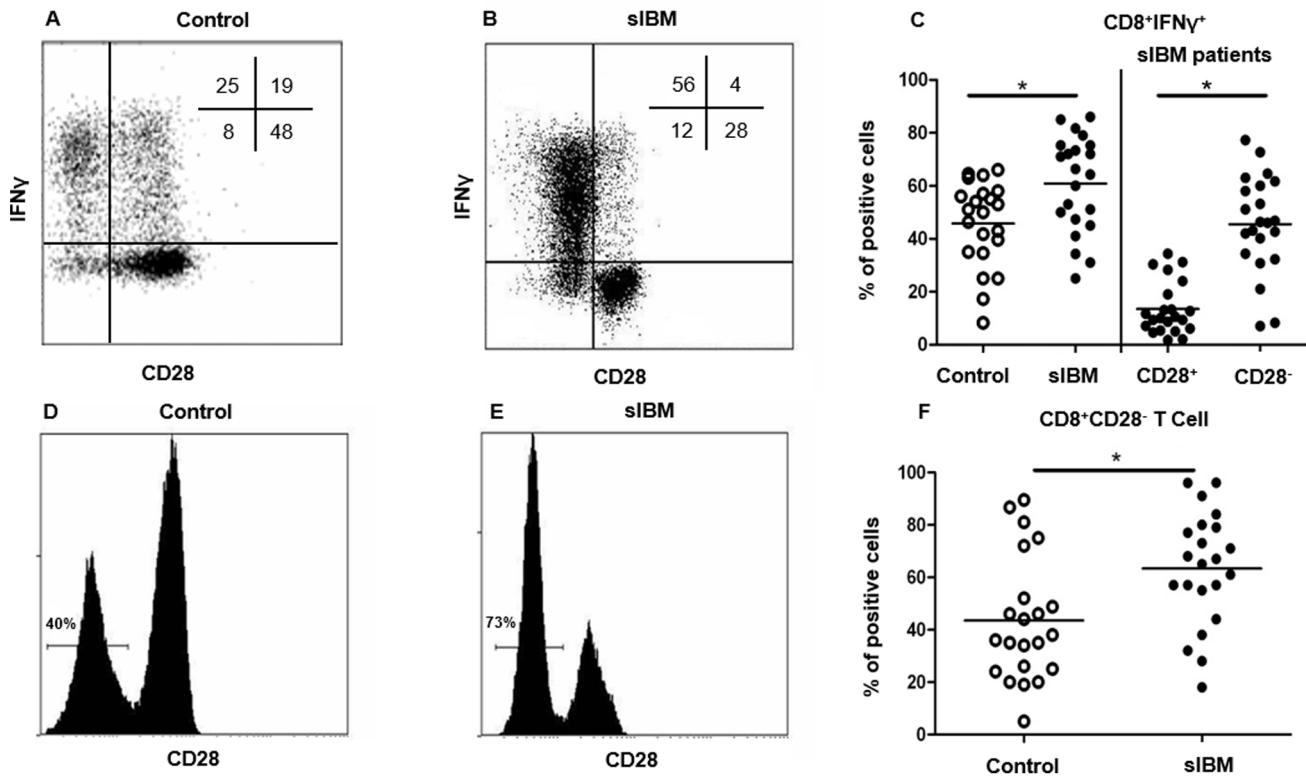 A Control
25 19
8 48
IFNγ
CD28
B sIBM
56 4
12 28
IFNγ
CD28
C CD8⁺IFNγ⁺
sIBM patients
* *
100
80
60
40
20
0
% of positive cells
Control sIBM CD28⁺ CD28⁻
D Control
40%
CD28
E sIBM
73%
CD28
F CD8⁺CD28⁻ T Cell
*
100
80
60
40
20
0
% of positive cells
Control sIBM